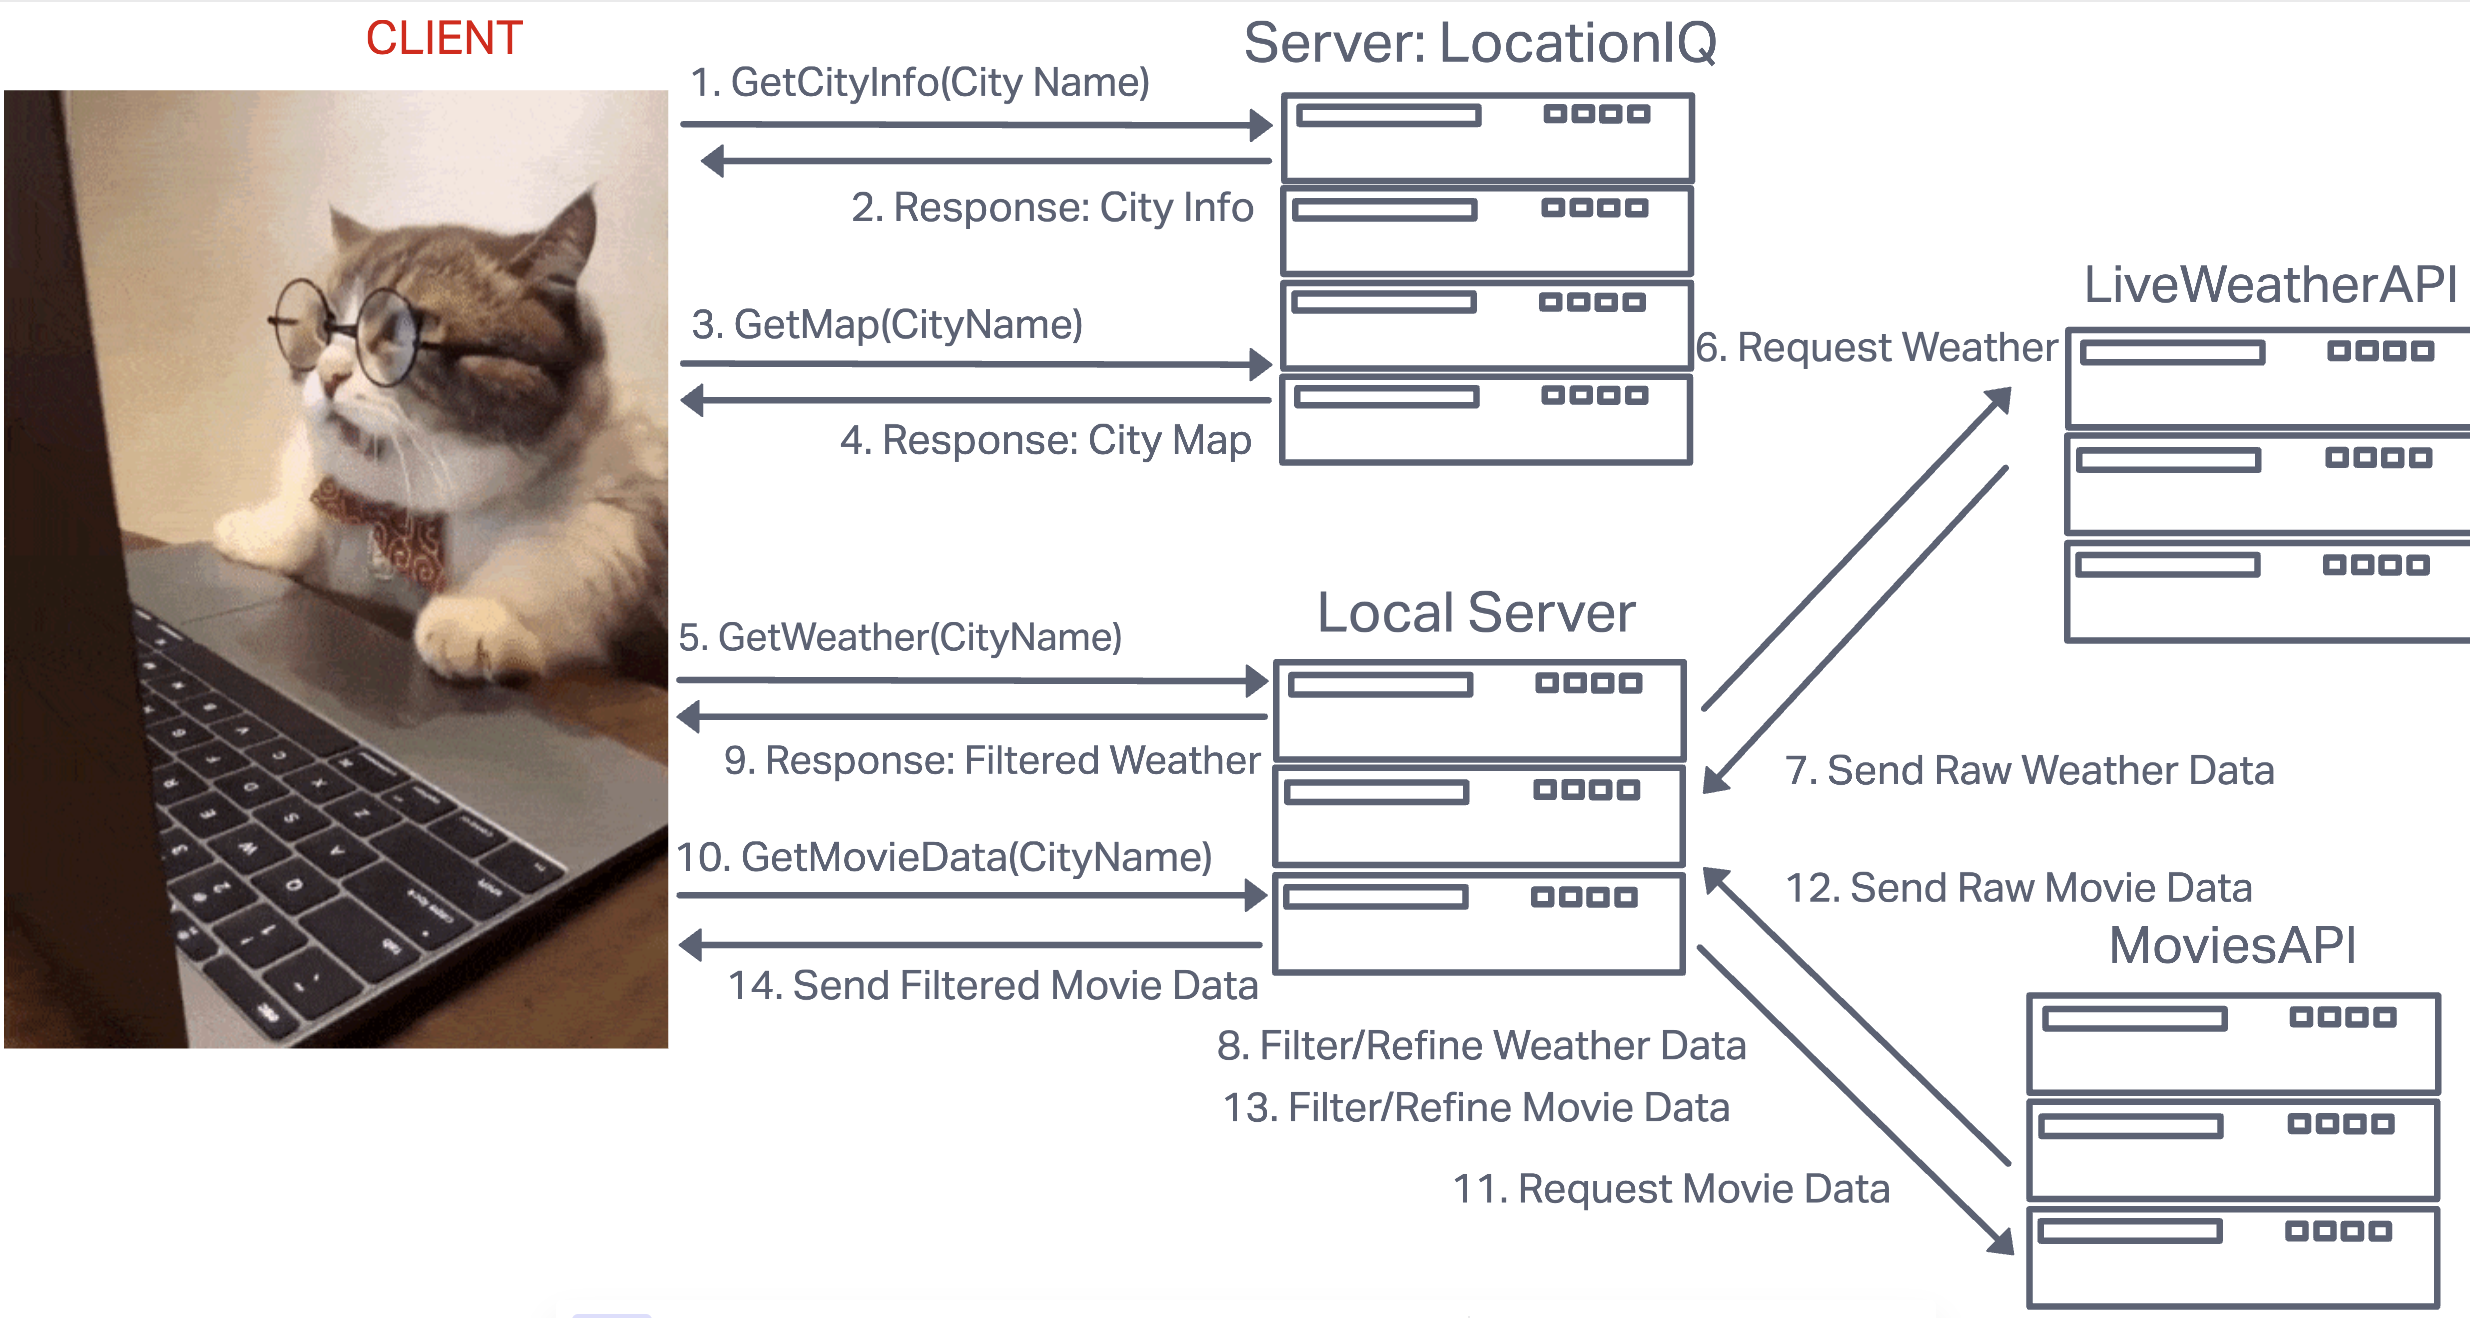 CLIENT
Server: LocationIQ
1. GetCityInfo(City Name)
2. Response: City Info
3. GetMap(CityName)
4. Response: City Map
LiveWeatherAPI
6. Request Weather
Local Server
5. GetWeather(CityName)
9. Response: Filtered Weather
7. Send Raw Weather Data
10. GetMovieData(CityName)
12. Send Raw Movie Data
MoviesAPI
14. Send Filtered Movie Data
8. Filter/Refine Weather Data
13. Filter/Refine Movie Data
11. Request Movie Data